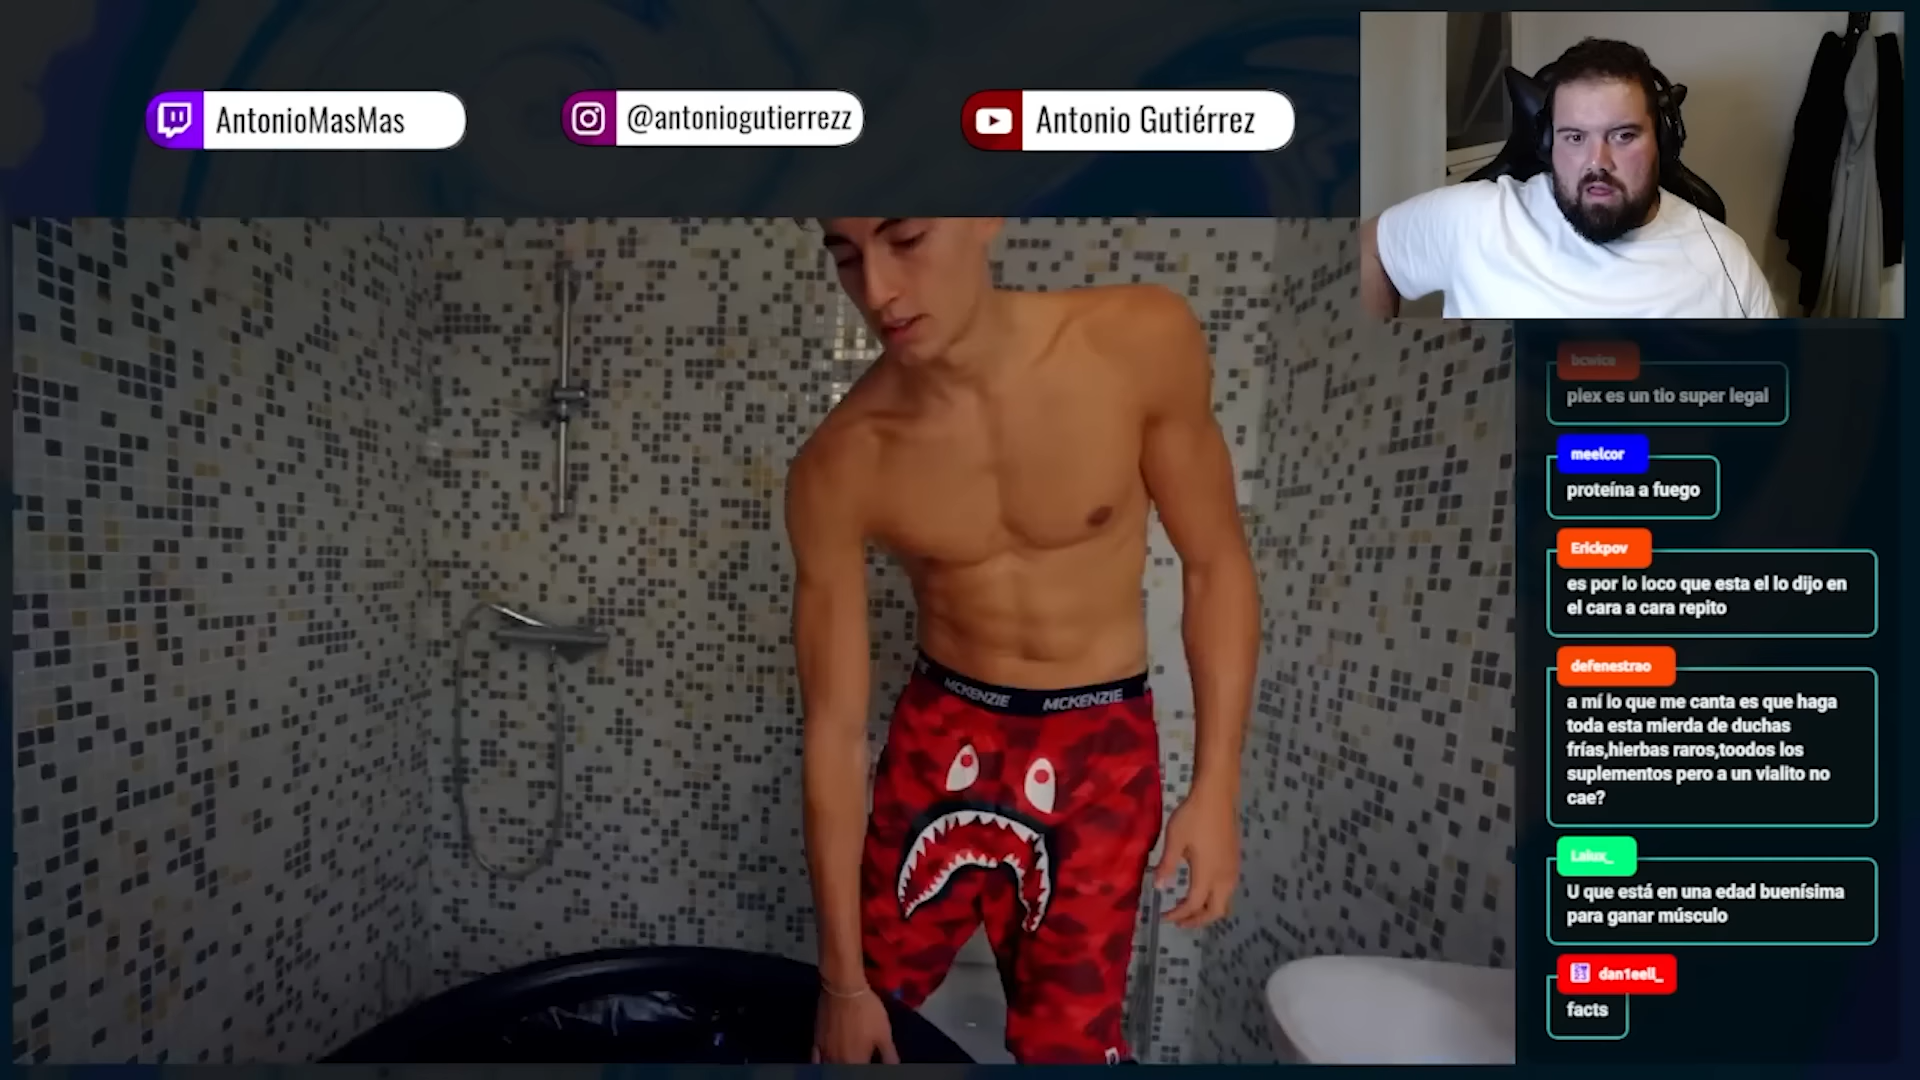 AntonioMasMas
@antoniogutierrezz
Antonio Gutiérrez
bcwica
plex es un tio super legal
meelcor
proteína a fuego
Erickpov
es por lo loco que esta el lo dijo en
el cara a cara repito
defenestrao
a mí lo que me canta es que haga
toda esta mierda de duchas
frías,hierbas raros,toodos los
suplementos pero a un vialito no
cae?
Lalux_
U que está en una edad buenísima
para ganar músculo
dan1eell_
facts
MCKENZIE MCKENZIE